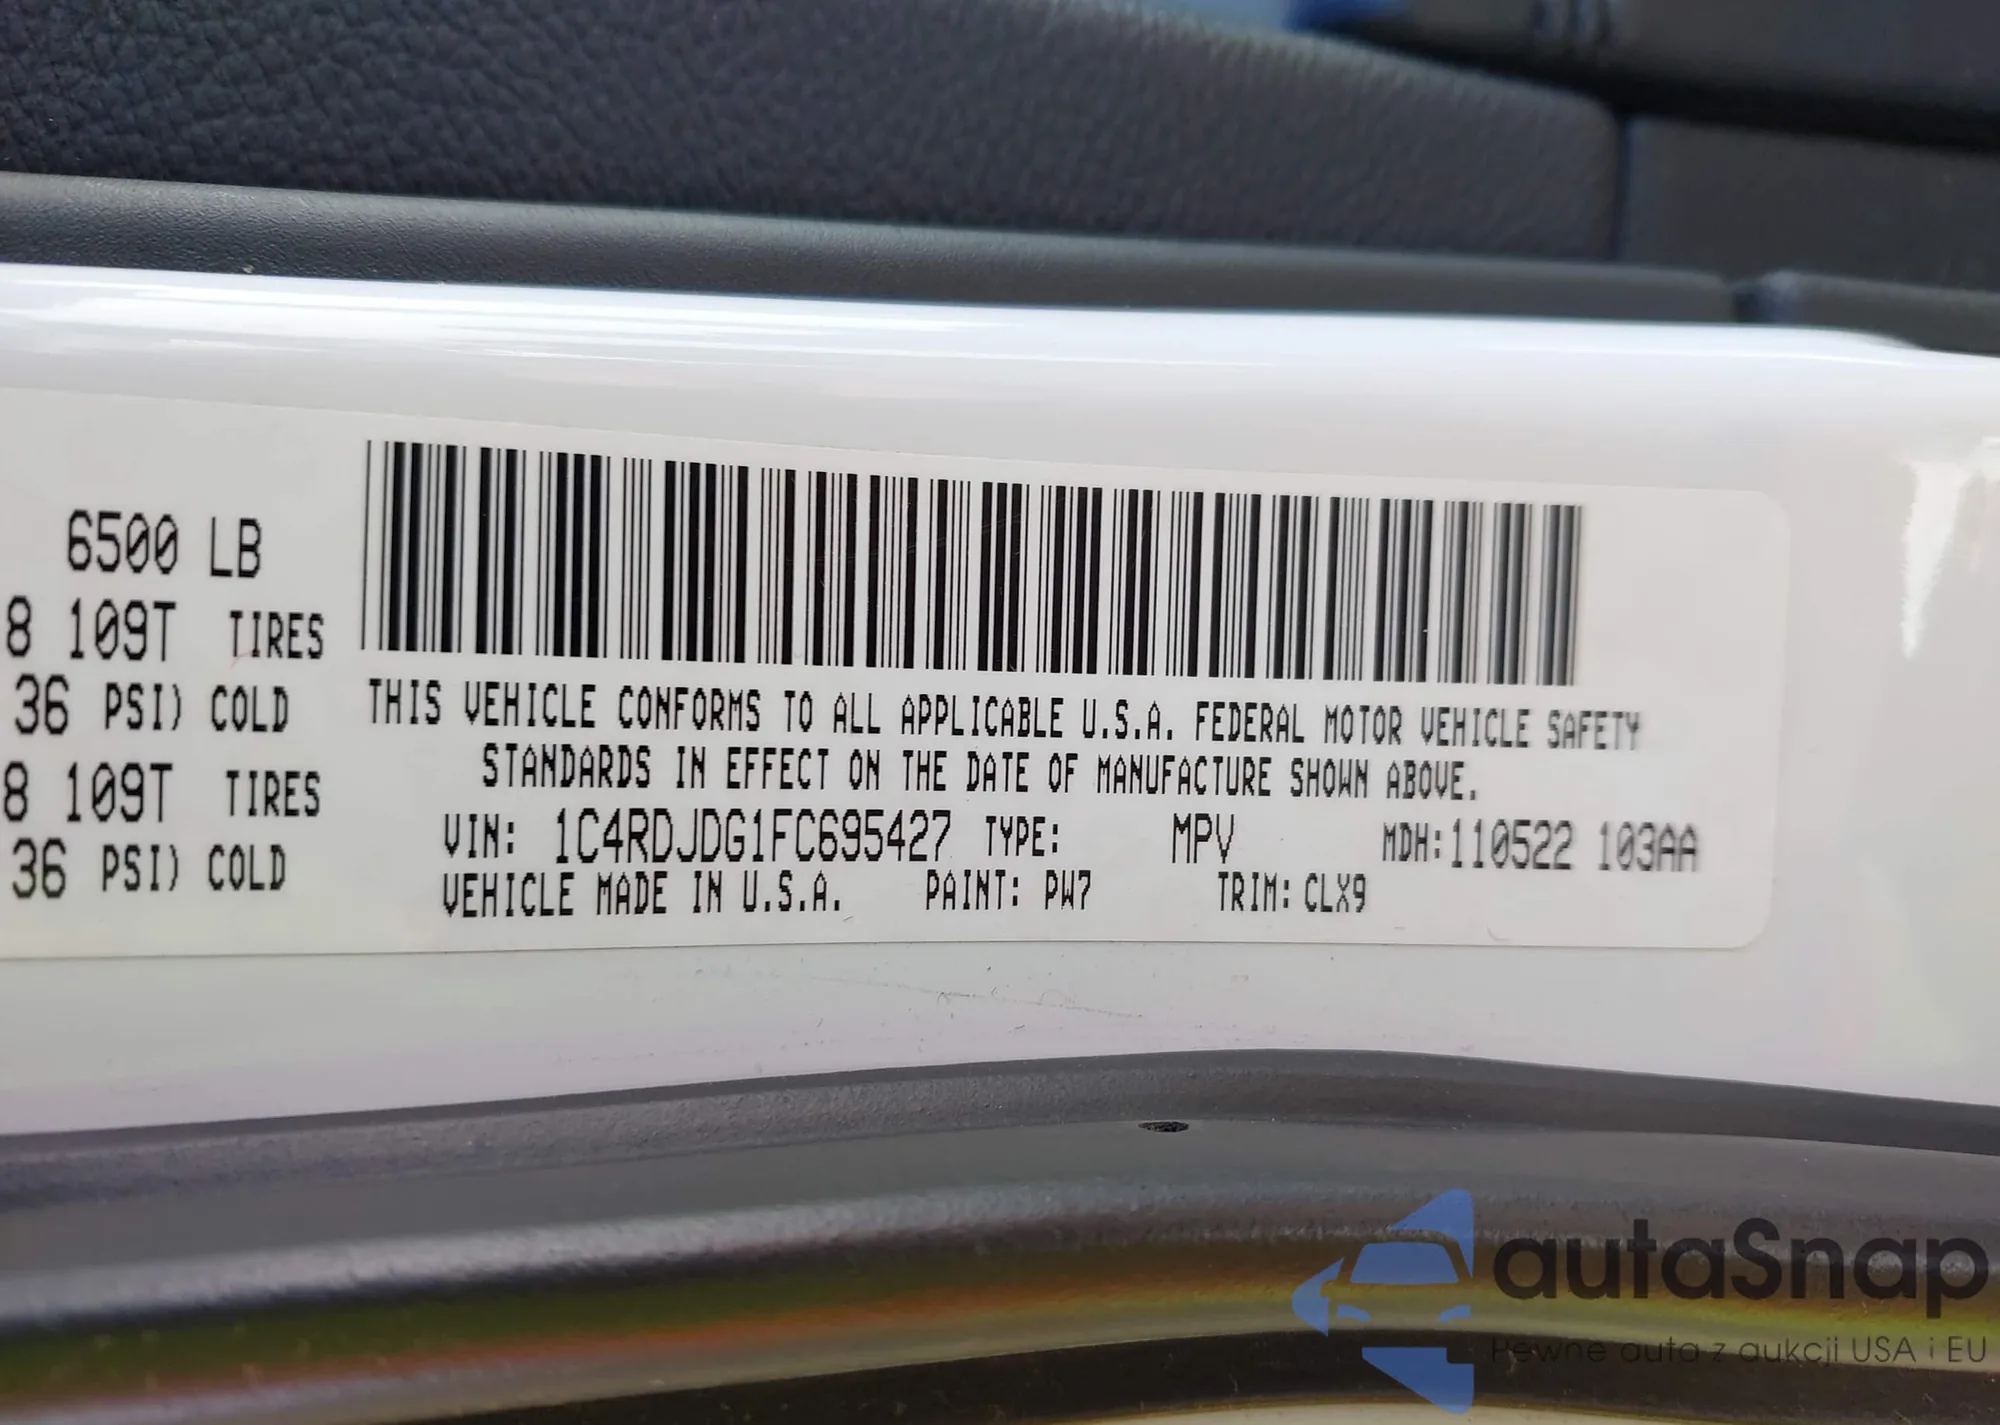 6500 LB
8 109T TIRES
36 PSI) COLD
8 109T TIRES
36 PSI) COLD
THIS VEHICLE CONFORMS TO ALL APPLICABLE U.S.A. FEDERAL MOTOR VEHICLE SAFETY
STANDARDS IN EFFECT ON THE DATE OF MANUFACTURE SHOWN ABOVE.
VIN: 1C4RDJDG1FC695427 TYPE: MPV MDH:110522 103AA
VEHICLE MADE IN U.S.A. PAINT: PW7 TRIM: CLX9
autaSnap
Pewne auta z aukcji USA i EU